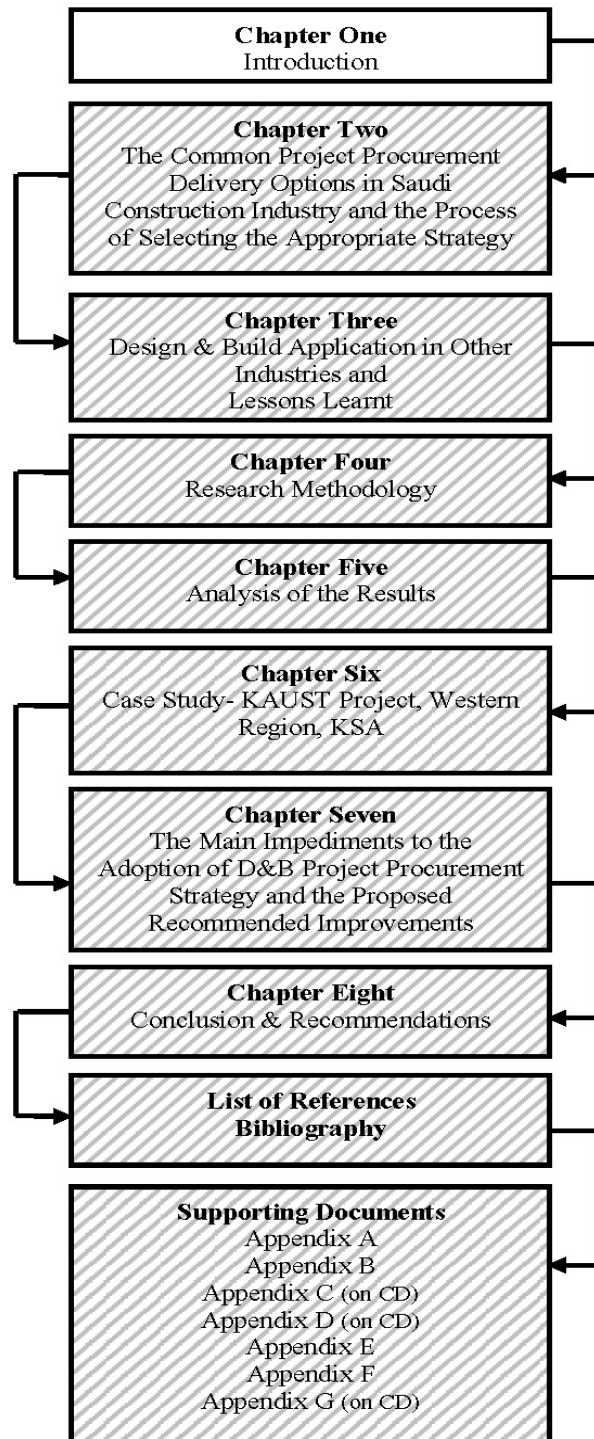 Chapter One
Introduction
Chapter Two
The Common Project Procurement
Delivery Options in Saudi
Construction Industry and the Process
of Selecting the Appropriate Strategy
Chapter Three
Design & Build Application in Other
Industries and
Lessons Learnt
Chapter Four
Research Methodology
Chapter Five
Analysis of the Results
Chapter Six
Case Study- KAUST Project, Western
Region, KSA
Chapter Seven
The Main Impediments to the
Adoption of D&B Project Procurement
Strategy and the Proposed
Recommended Improvements
Chapter Eight
Conclusion & Recommendations
List of References
Bibliography
Supporting Documents
Appendix A
Appendix B
Appendix C (on CD)
Appendix D (on CD)
Appendix E
Appendix F
Appendix G (on CD)